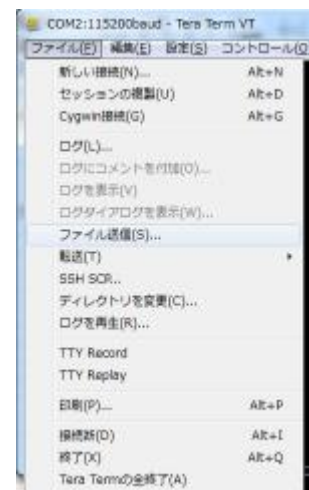 COM2:115200baud - Tera Term VT
ファイル(F) 編集(E) 設定(S) コントロール(O
新しい接続(N)... Alt+N
セッションの複製(U) Alt+D
Cygwin接続(G) Alt+G
ログ(L)...
ログにコメントを付加(O)...
ログを表示(V)
ログダイアログを表示(W)...
ファイル送信(S)...
転送(T)
SSH SCP...
ディレクトリを変更(C)...
ログを再生(R)...
TTY Record
TTY Replay
印刷(P)... Alt+P
接続断(D) Alt+I
終了(X) Alt+Q
Tera Termの全終了(A)